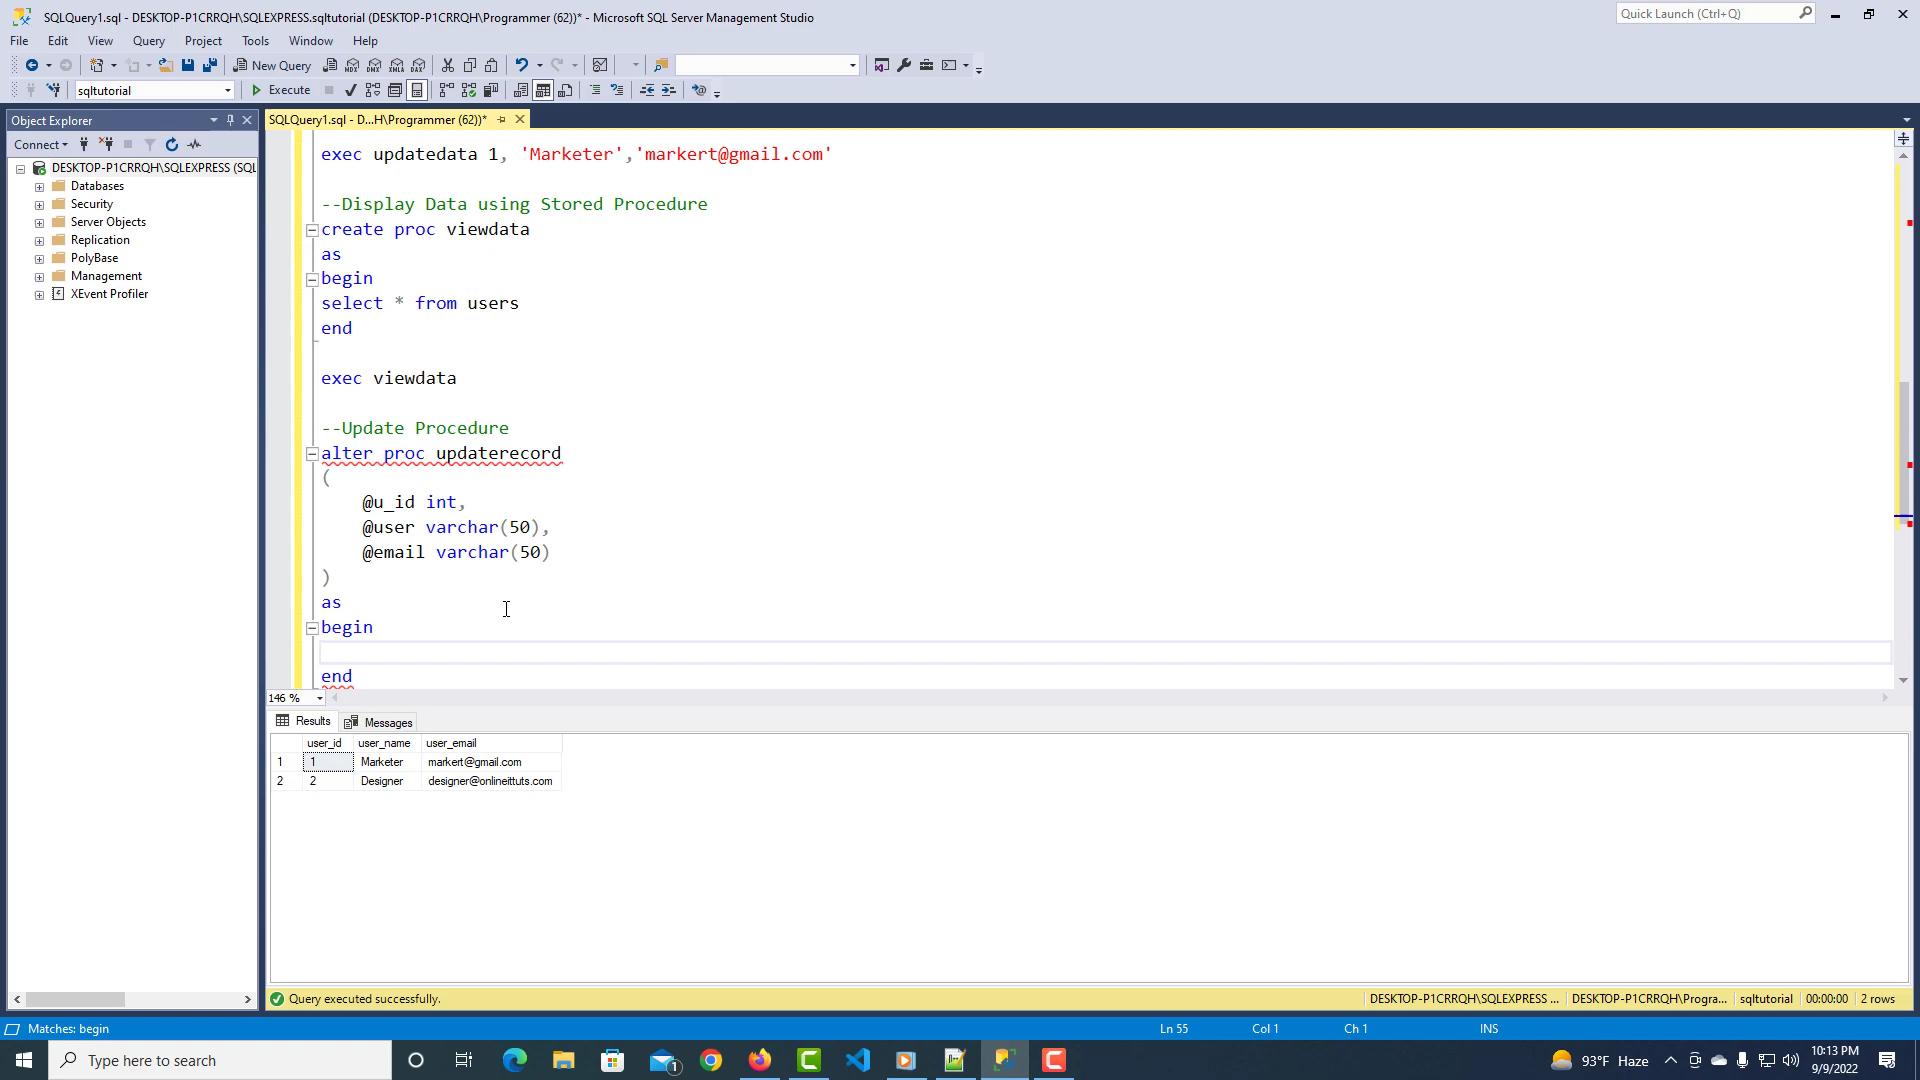 SQLQuery1.sql - DESKTOP-P1CRRQH\SQLEXPRESS.sqltutorial (DESKTOP-P1CRRQH\Programmer (62))* - Microsoft SQL Server Management Studio
Quick Launch (Ctrl+Q)
File Edit View Query Project Tools Window Help
New Query
MDX DMX XMLA DAX
sqltutorial
Execute
Object Explorer
SQLQuery1.sql - D...H\Programmer (62))*
Connect
DESKTOP-P1CRRQH\SQLEXPRESS (SQL
Databases
Security
Server Objects
Replication
PolyBase
Management
XEvent Profiler
exec updatedata 1, 'Marketer','markert@gmail.com'
--Display Data using Stored Procedure
create proc viewdata
as
begin
select * from users
end
exec viewdata
--Update Procedure
alter proc updaterecord
(
@u_id int,
@user varchar(50),
@email varchar(50)
)
as
begin
end
146 %
Results Messages
user_id user_name user_email
1 1 Marketer markert@gmail.com
2 2 Designer designer@onlineittuts.com
Query executed successfully.
DESKTOP-P1CRRQH\SQLEXPRESS ... DESKTOP-P1CRRQH\Progra... sqltutorial 00:00:00 2 rows
Matches: begin
Ln 55 Col 1 Ch 1 INS
Type here to search
1
93°F Haze
10:13 PM
9/9/2022